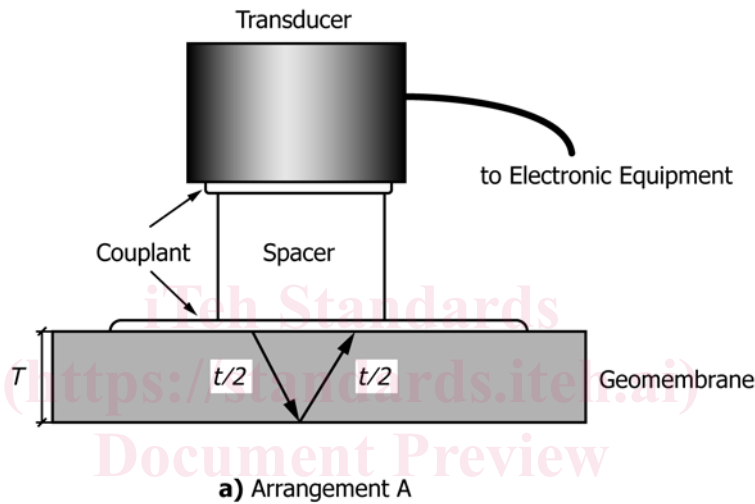 Transducer
to Electronic Equipment
Couplant
Spacer
iTeh Standards
T
t/2
t/2
Geomembrane
(https://standards.iteh.ai)
Document Preview
a) Arrangement A